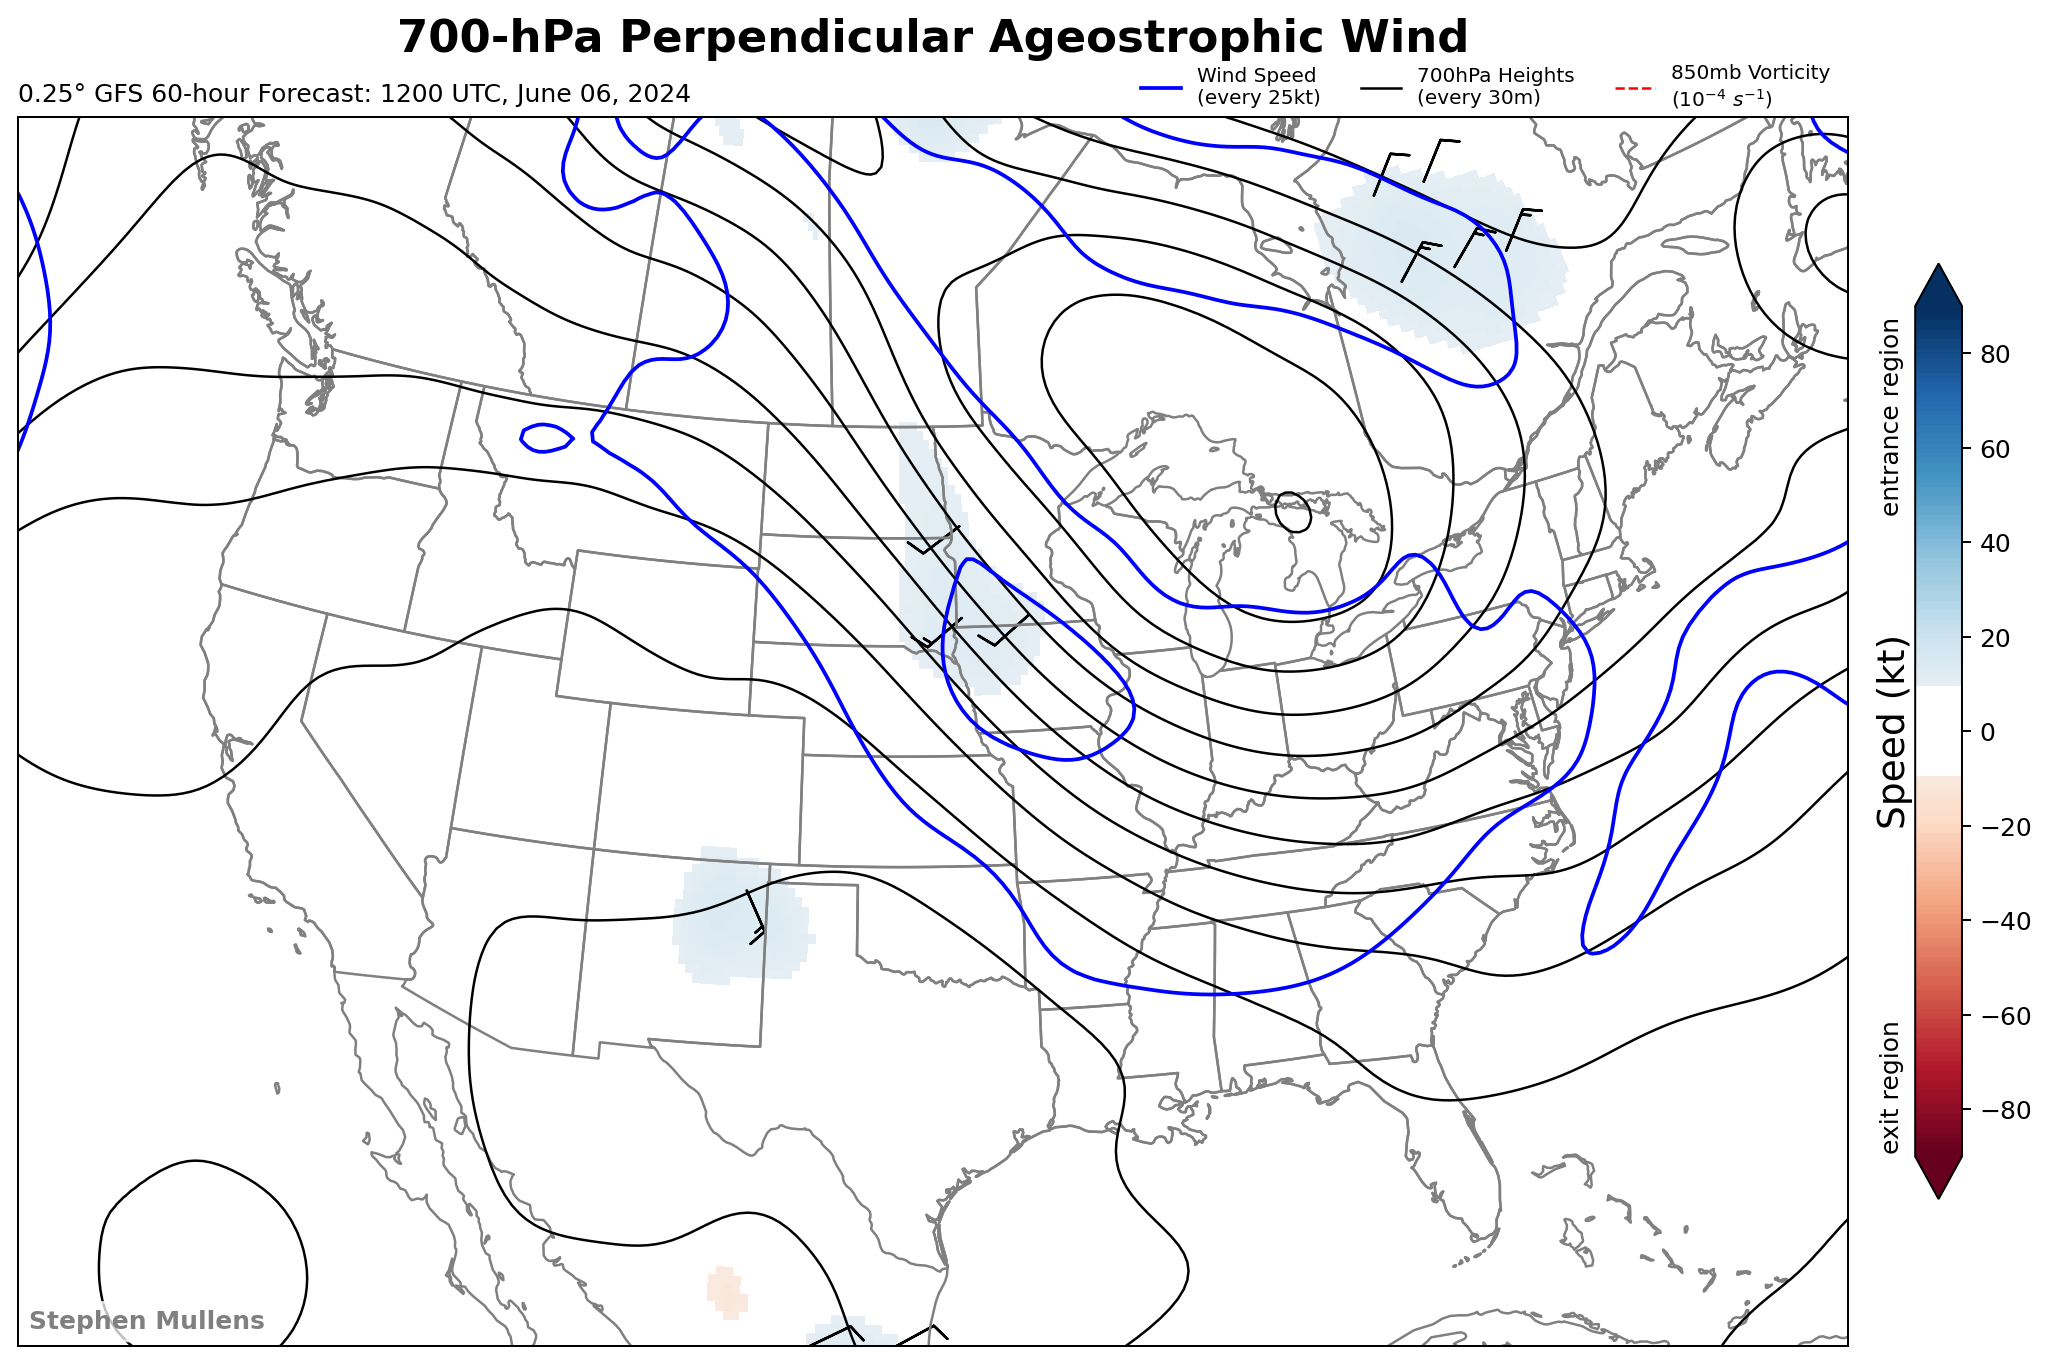 700-hPa Perpendicular Ageostrophic Wind
0.25° GFS 60-hour Forecast: 1200 UTC, June 06, 2024
Wind Speed
(every 25kt)
700hPa Heights
(every 30m)
850mb Vorticity
(10⁻⁴ s⁻¹)
entrance region
Speed (kt)
exit region
80
60
40
20
0
−20
−40
−60
−80
Stephen Mullens